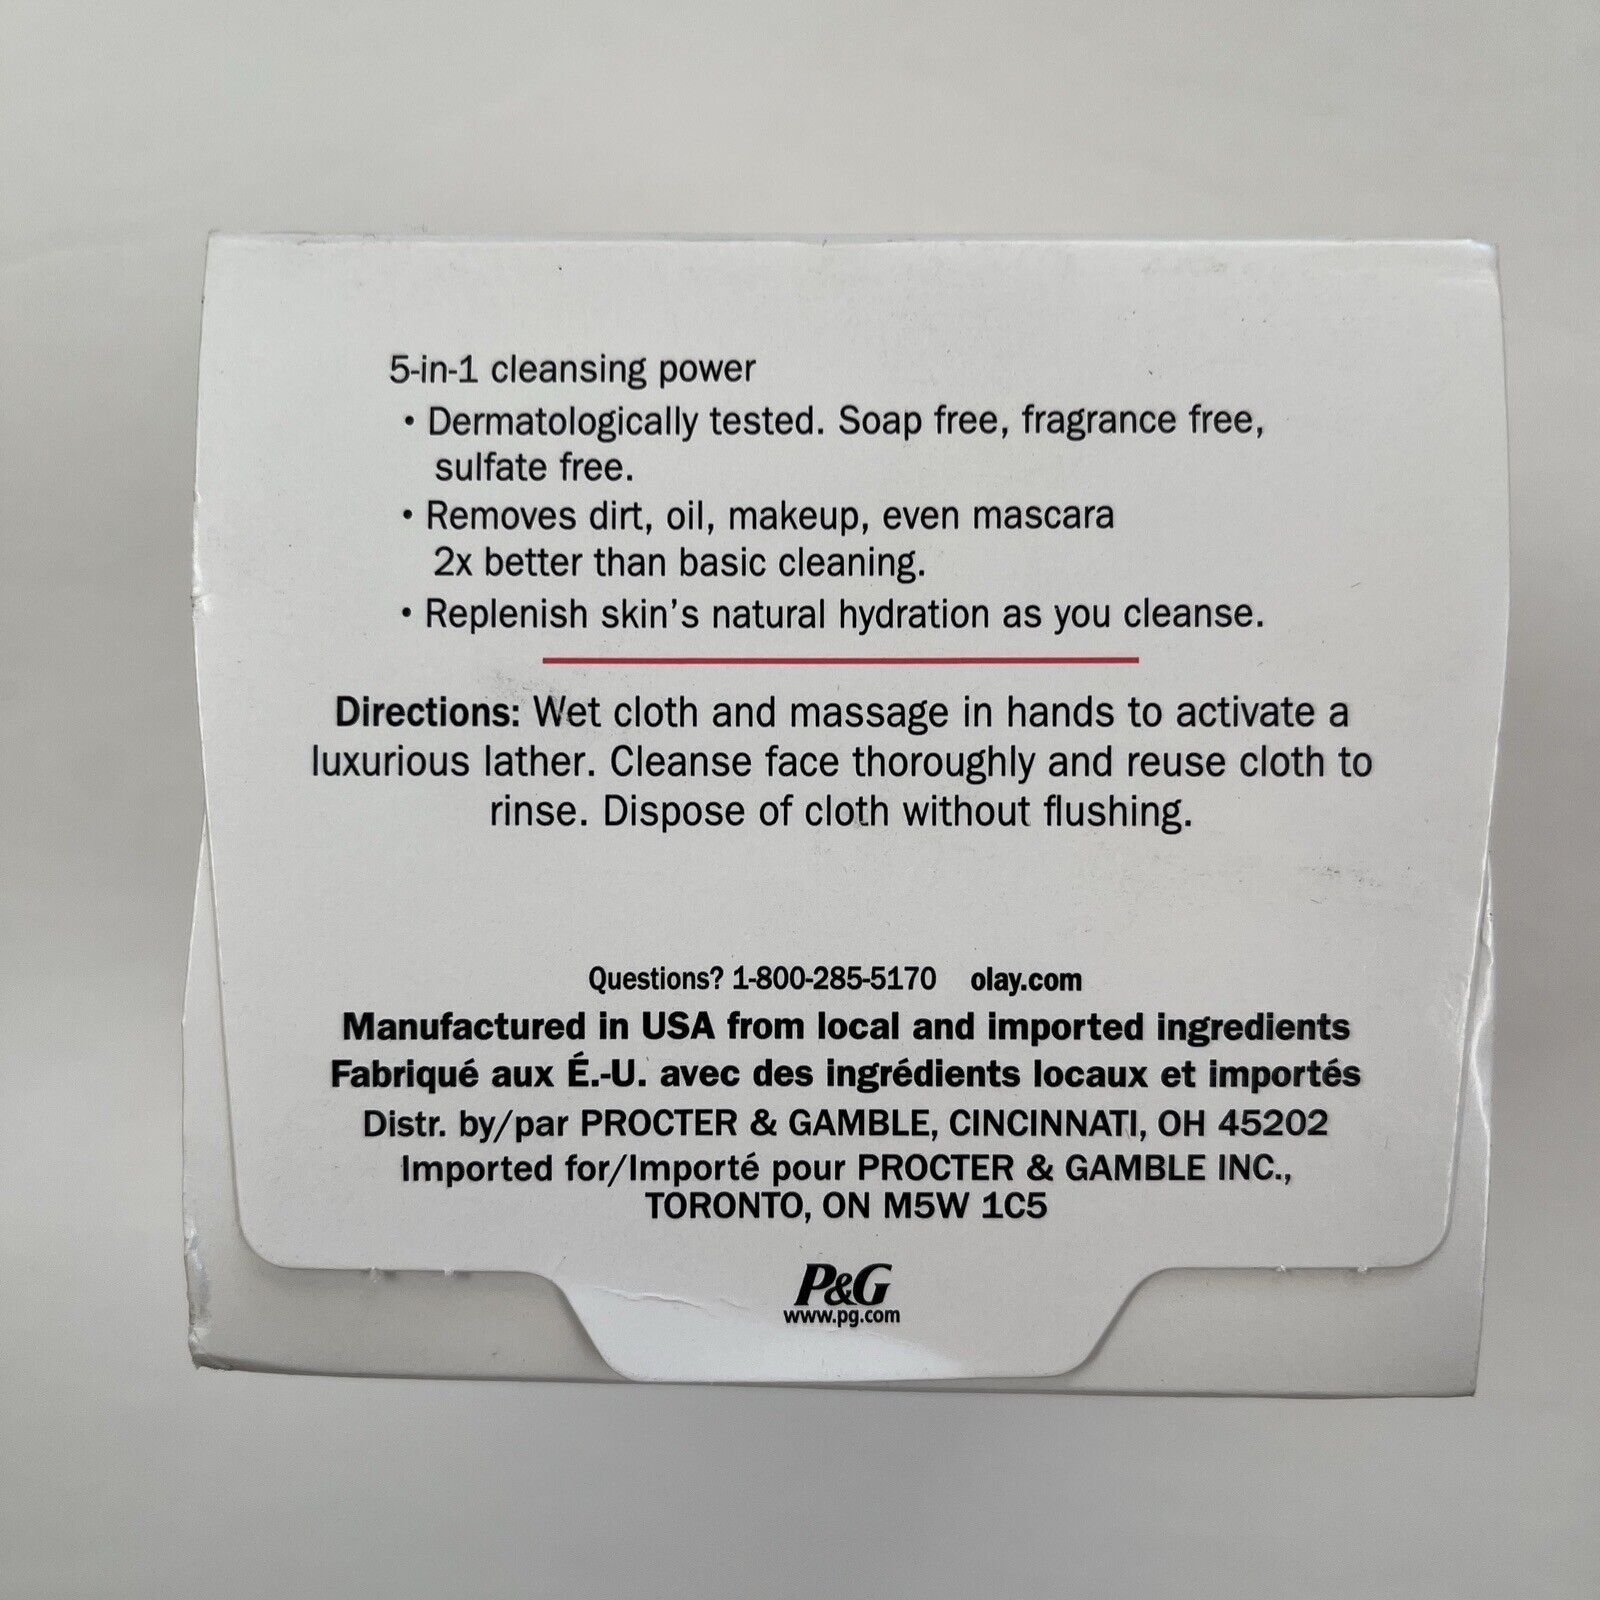 5-in-1 cleansing power
• Dermatologically tested. Soap free, fragrance free,
sulfate free.
• Removes dirt, oil, makeup, even mascara
2x better than basic cleaning.
• Replenish skin's natural hydration as you cleanse.
Directions: Wet cloth and massage in hands to activate a
luxurious lather. Cleanse face thoroughly and reuse cloth to
rinse. Dispose of cloth without flushing.
Questions? 1-800-285-5170 olay.com
Manufactured in USA from local and imported ingredients
Fabriqué aux É.-U. avec des ingrédients locaux et importés
Distr. by/par PROCTER & GAMBLE, CINCINNATI, OH 45202
Imported for/Importé pour PROCTER & GAMBLE INC.,
TORONTO, ON M5W 1C5
P&G
www.pg.com